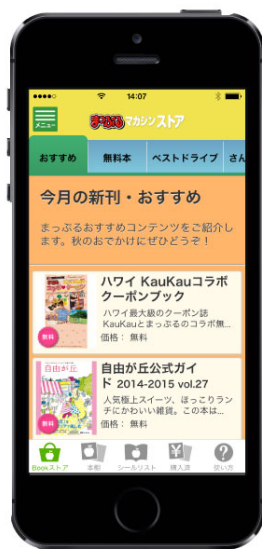 14:07
メニュー
まっぷる マガジンストア
おすすめ
無料本
ベストドライブ
さん
今月の新刊・おすすめ
まっぷるおすすめコンテンツをご紹介し
ます。秋のおでかけにぜひどうぞ！
ハワイ KauKauコラボ
クーポンブック
ハワイ最大級のクーポン誌
KauKauとまっぷるのコラボ無...
価格： 無料
無料
自由が丘公式ガイ
ド 2014-2015 vol.27
人気極上スイーツ、ほっこりラン
チにかわいい雑貨。この本は...
価格： 無料
自由が丘
無料
Bookストア
本棚
シールリスト
購入済
使い方